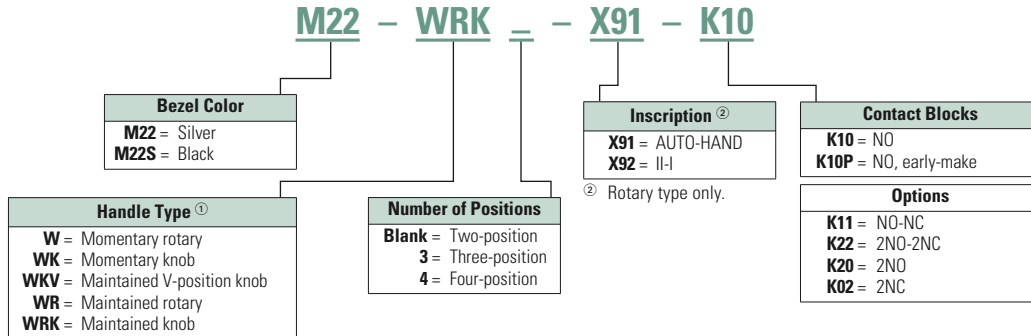 M22 – WRK _ – X91 – K10
Bezel Color
M22 = Silver
M22S = Black
Handle Type ①
W = Momentary rotary
WK = Momentary knob
WKV = Maintained V-position knob
WR = Maintained rotary
WRK = Maintained knob
Number of Positions
Blank = Two-position
3 = Three-position
4 = Four-position
Inscription ②
X91 = AUTO-HAND
X92 = II-I
② Rotary type only.
Contact Blocks
K10 = NO
K10P = NO, early-make
Options
K11 = NO-NC
K22 = 2NO-2NC
K20 = 2NO
K02 = 2NC